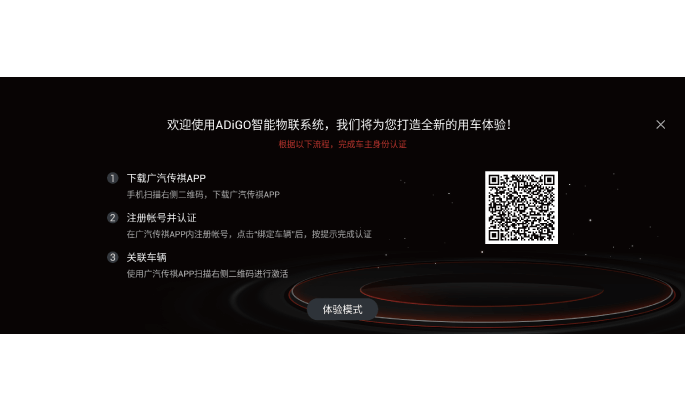 欢迎使用ADiGO智能物联系统，我们将为您打造全新的用车体验！
根据以下流程，完成车主身份认证
1 下载广汽传祺APP
手机扫描右侧二维码，下载广汽传祺APP
2 注册帐号并认证
在广汽传祺APP内注册帐号，点击“绑定车辆”后，按提示完成认证
3 关联车辆
使用广汽传祺APP扫描右侧二维码进行激活
体验模式